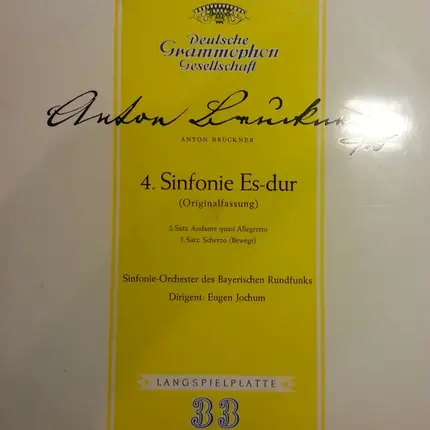 Deutsche
Grammophon
Gesellschaft
Anton Bruckner
ANTON BRUCKNER
4. Sinfonie Es-dur
(Originalfassung)
2. Satz Andante quasi Allegretto
3. Satz Scherzo (Bewegt)
Sinfonie-Orchester des Bayerischen Rundfunks
Dirigent: Eugen Jochum
LANGSPIELPLATTE
33